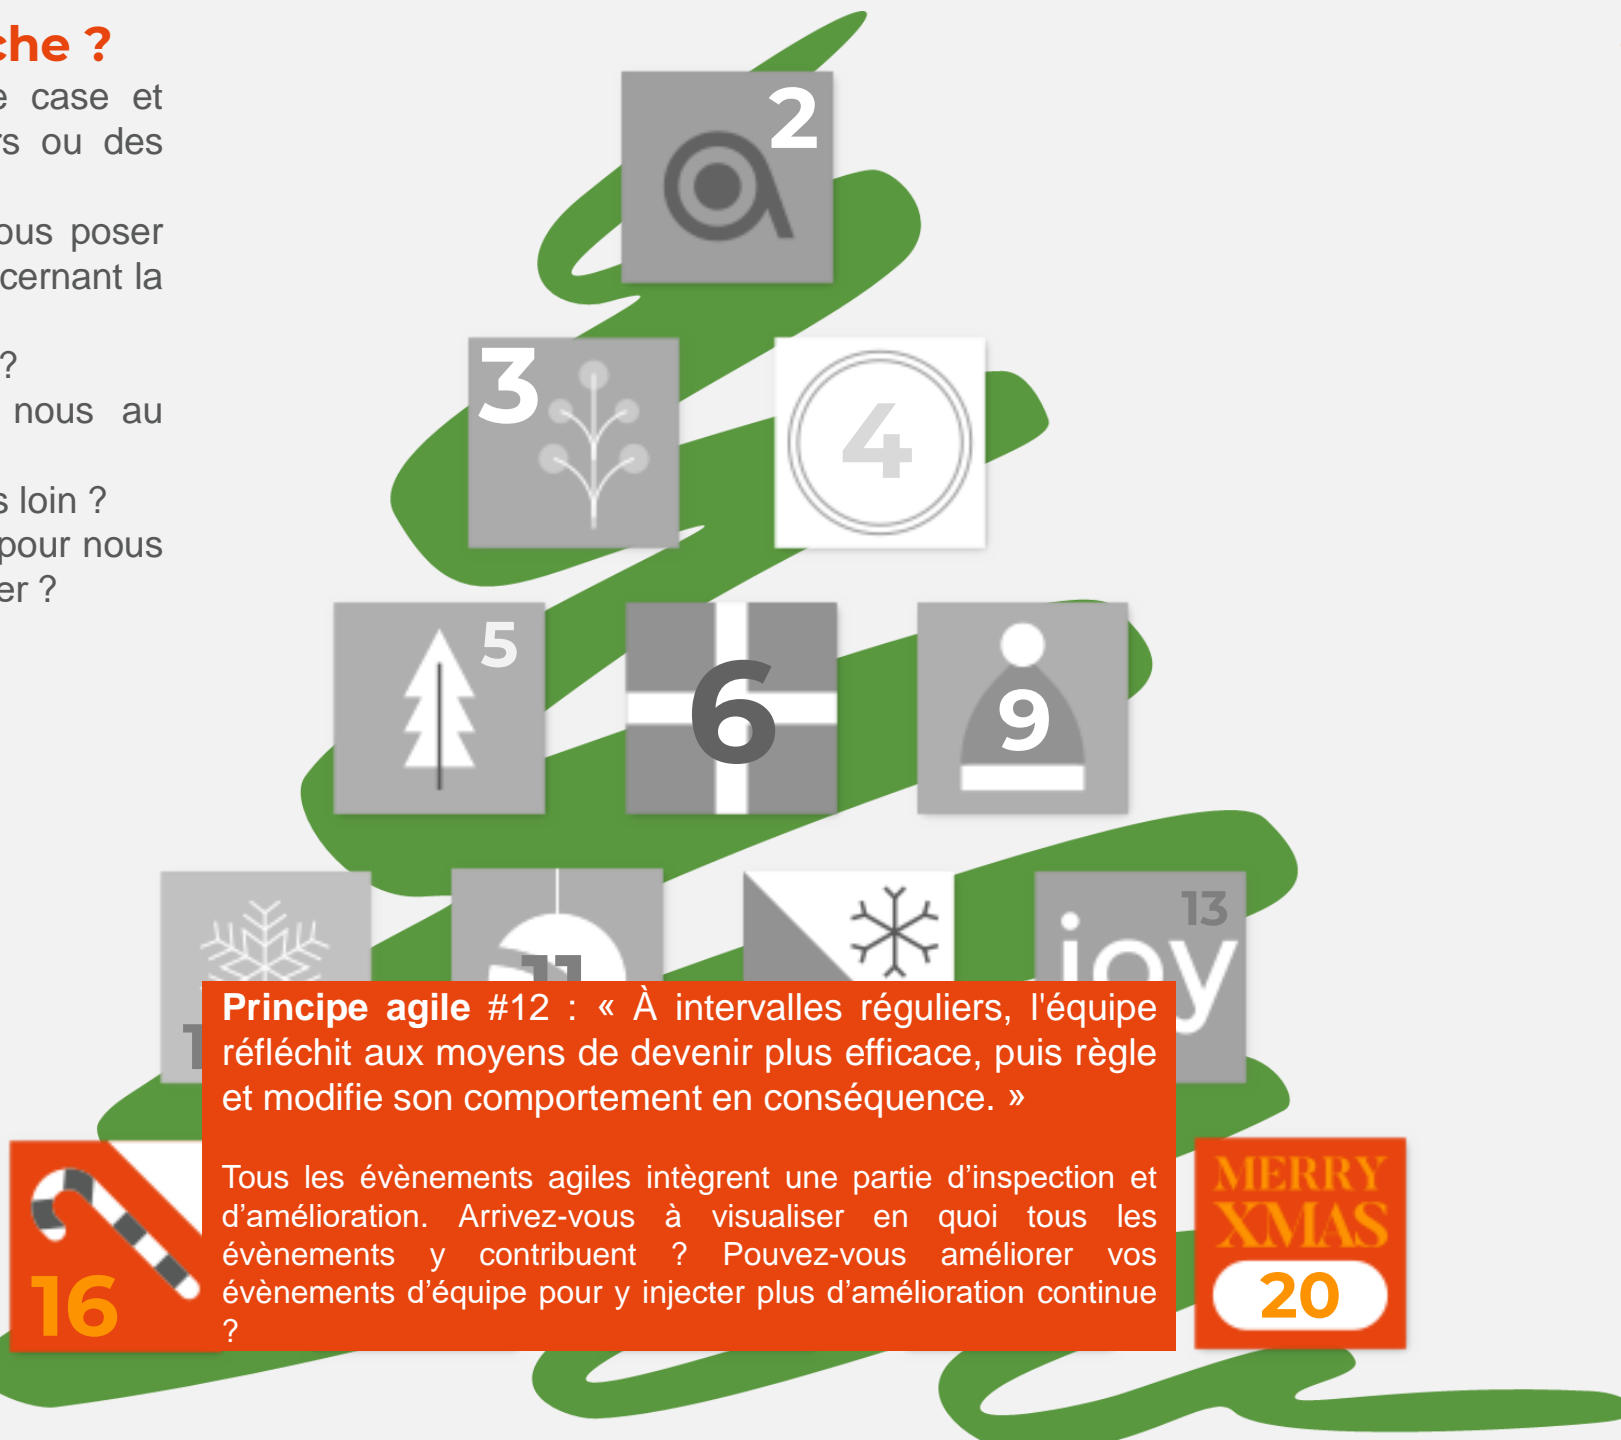 che ?
e case et
rs ou des
ous poser
cernant la
?
nous au
s loin ?
pour nous
er ?
2
3
4
5
6
9
11
13
joy
Principe agile #12 : « À intervalles réguliers, l'équipe
réfléchit aux moyens de devenir plus efficace, puis règle
et modifie son comportement en conséquence. »
Tous les évènements agiles intègrent une partie d’inspection et
d’amélioration. Arrivez-vous à visualiser en quoi tous les
évènements y contribuent ? Pouvez-vous améliorer vos
évènements d’équipe pour y injecter plus d’amélioration continue
?
16
MERRY
XMAS
20